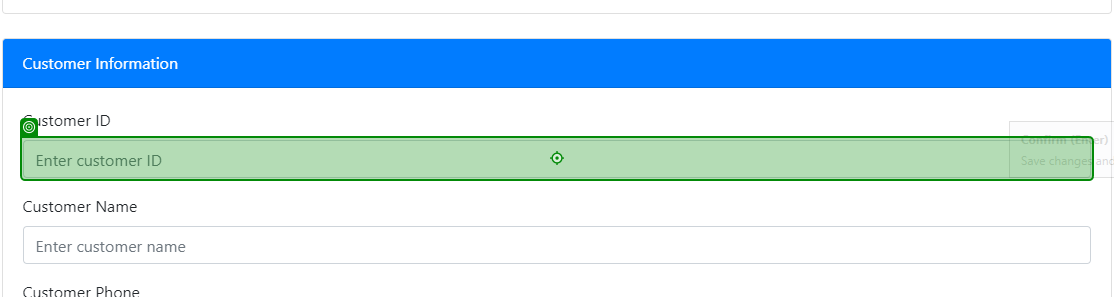 Customer Information
Customer ID
Confirm (Enter)
Enter customer ID
Save changes and
Customer Name
Enter customer name
Customer Phone